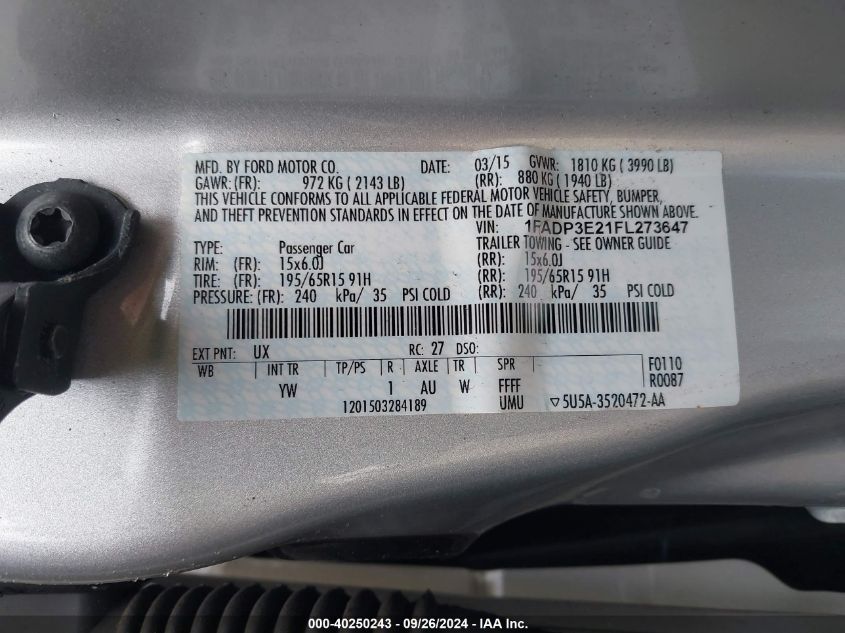 MFD. BY FORD MOTOR CO. DATE: 03/15 GVWR: 1810 KG ( 3990 LB)
GAWR: (FR): 972 KG ( 2143 LB) (RR): 880 KG ( 1940 LB)
THIS VEHICLE CONFORMS TO ALL APPLICABLE FEDERAL MOTOR VEHICLE SAFETY, BUMPER,
AND THEFT PREVENTION STANDARDS IN EFFECT ON THE DATE OF MANUFACTURE SHOWN ABOVE.
VIN: 1FADP3E21FL273647
TYPE: Passenger Car TRAILER TOWING - SEE OWNER GUIDE
RIM: (FR): 15x6.0J (RR): 15x6.0J
TIRE: (FR): 195/65R15 91H (RR): 195/65R15 91H
PRESSURE: (FR): 240 kPa/ 35 PSI COLD (RR): 240 kPa/ 35 PSI COLD
EXT PNT: UX RC: 27 DSO:
WB INT TR TP/PS R AXLE TR SPR F0110
YW 1 AU W FFFF R0087
1201503284189 UMU ▽5U5A-3520472-AA
000-40250243 - 09/26/2024 - IAA Inc.